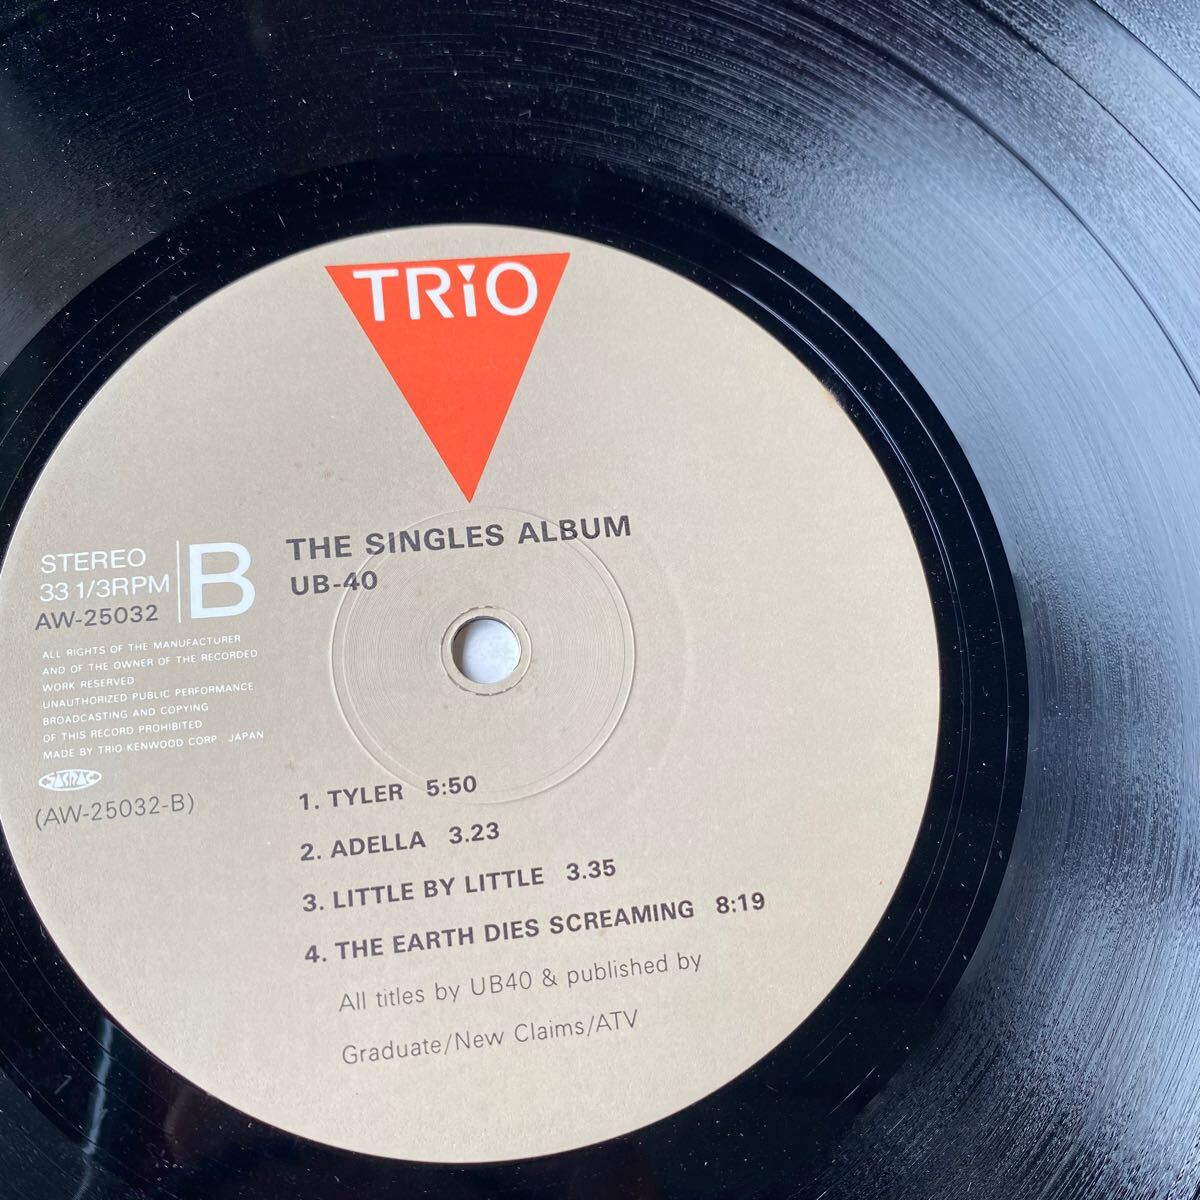 TRiO
THE SINGLES ALBUM
UB-40
STEREO
33 1/3RPM
AW-25032
B
ALL RIGHTS OF THE MANUFACTURER
AND OF THE OWNER OF THE RECORDED
WORK RESERVED
UNAUTHORIZED PUBLIC PERFORMANCE
BROADCASTING AND COPYING
OF THIS RECORD PROHIBITED
MADE BY TRIO-KENWOOD CORP., JAPAN
JASRAC
(AW-25032-B)
1. TYLER 5:50
2. ADELLA 3.23
3. LITTLE BY LITTLE 3.35
4. THE EARTH DIES SCREAMING 8:19
All titles by UB40 & published by
Graduate/New Claims/ATV